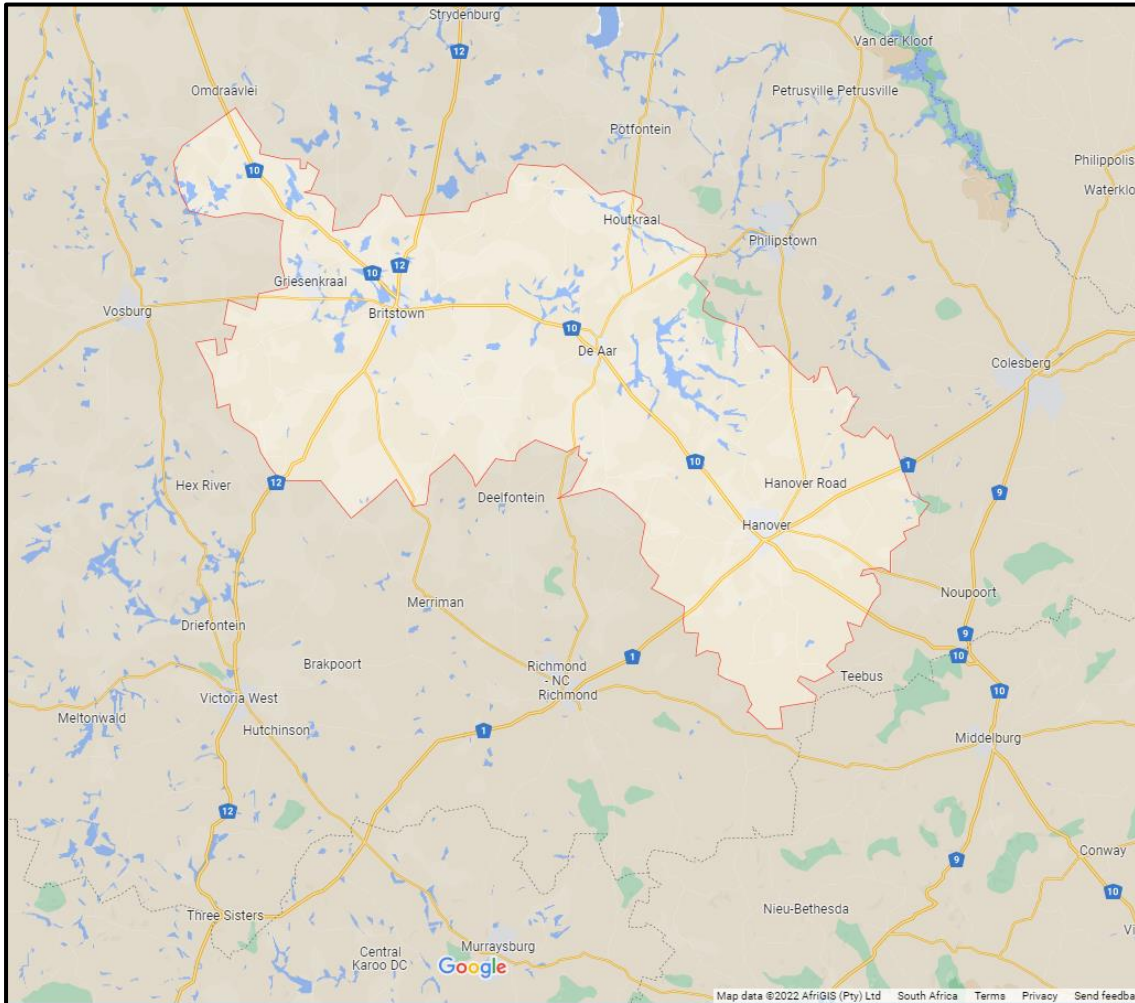 Strydenburg
12
Van der Kloof
Omdraavlei
Petrusville Petrusville
Potfontein
10
Philippolis
Waterklo
Houtkraal
Philipstown
12
10
Griesenkraal
Vosburg
Britstown
10
De Aar
Colesberg
10
1
12
Hex River
Hanover Road
9
Deelfontein
Hanover
Merriman
Noupoort
Driefontein
9
10
1
Brakpoort
Richmond
- NC
Richmond
Teebus
Victoria West
10
Meltonwald
Hutchinson
1
Middelburg
12
Conway
9
10
Three Sisters
Nieu-Bethesda
Vi
Murraysburg
Central
Karoo DC
Google
Map data ©2022 AfriGIS (Pty) Ltd South Africa Terms Privacy Send feedba